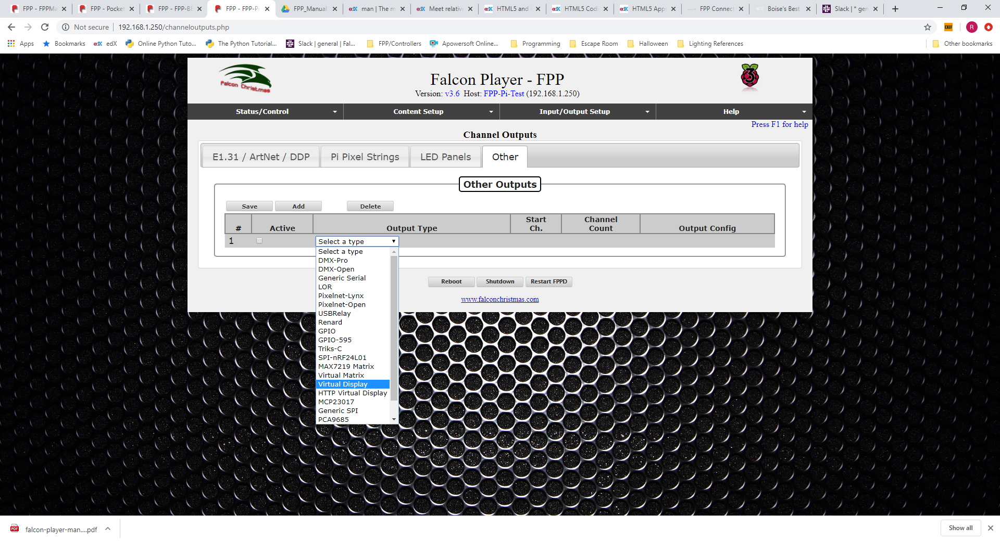 FPP - FPPMa
FPP - Pocket
FPP - FPP-BB
FPP - FPP-Pi
FPP_Manual
man | The m
Meet relativ
HTML5 and
HTML5 Codi
HTML5 Apps
FPP Connect
Boise's Best
Slack | * gen
Not secure
192.168.1.250/channeloutputs.php
EXIF
R
Apps
Bookmarks
edX
Online Python Tuto...
The Python Tutorial...
Slack | general | Fal...
FPP/Controllers
Apowersoft Online...
Programming
Escape Room
Halloween
Lighting References
Other bookmarks
Falcon Christmas
Falcon Player - FPP
3
Version: v3.6 Host: FPP-Pi-Test (192.168.1.250)
Status/Control
Content Setup
Input/Output Setup
Help
Press F1 for help
Channel Outputs
E1.31 / ArtNet / DDP
Pi Pixel Strings
LED Panels
Other
Other Outputs
Save
Add
Delete
#
Active
Output Type
Start Ch.
Channel Count
Output Config
1
Select a type
Select a type
DMX-Pro
DMX-Open
Generic Serial
LOR
Pixelnet-Lynx
Pixelnet-Open
USBRelay
Renard
GPIO
GPIO-595
Triks-C
SPI-nRF24L01
MAX7219 Matrix
Virtual Matrix
Virtual Display
HTTP Virtual Display
MCP23017
Generic SPI
PCA9685
Reboot
Shutdown
Restart FPPD
www.falconchristmas.com
PDF
falcon-player-man....pdf
Show all